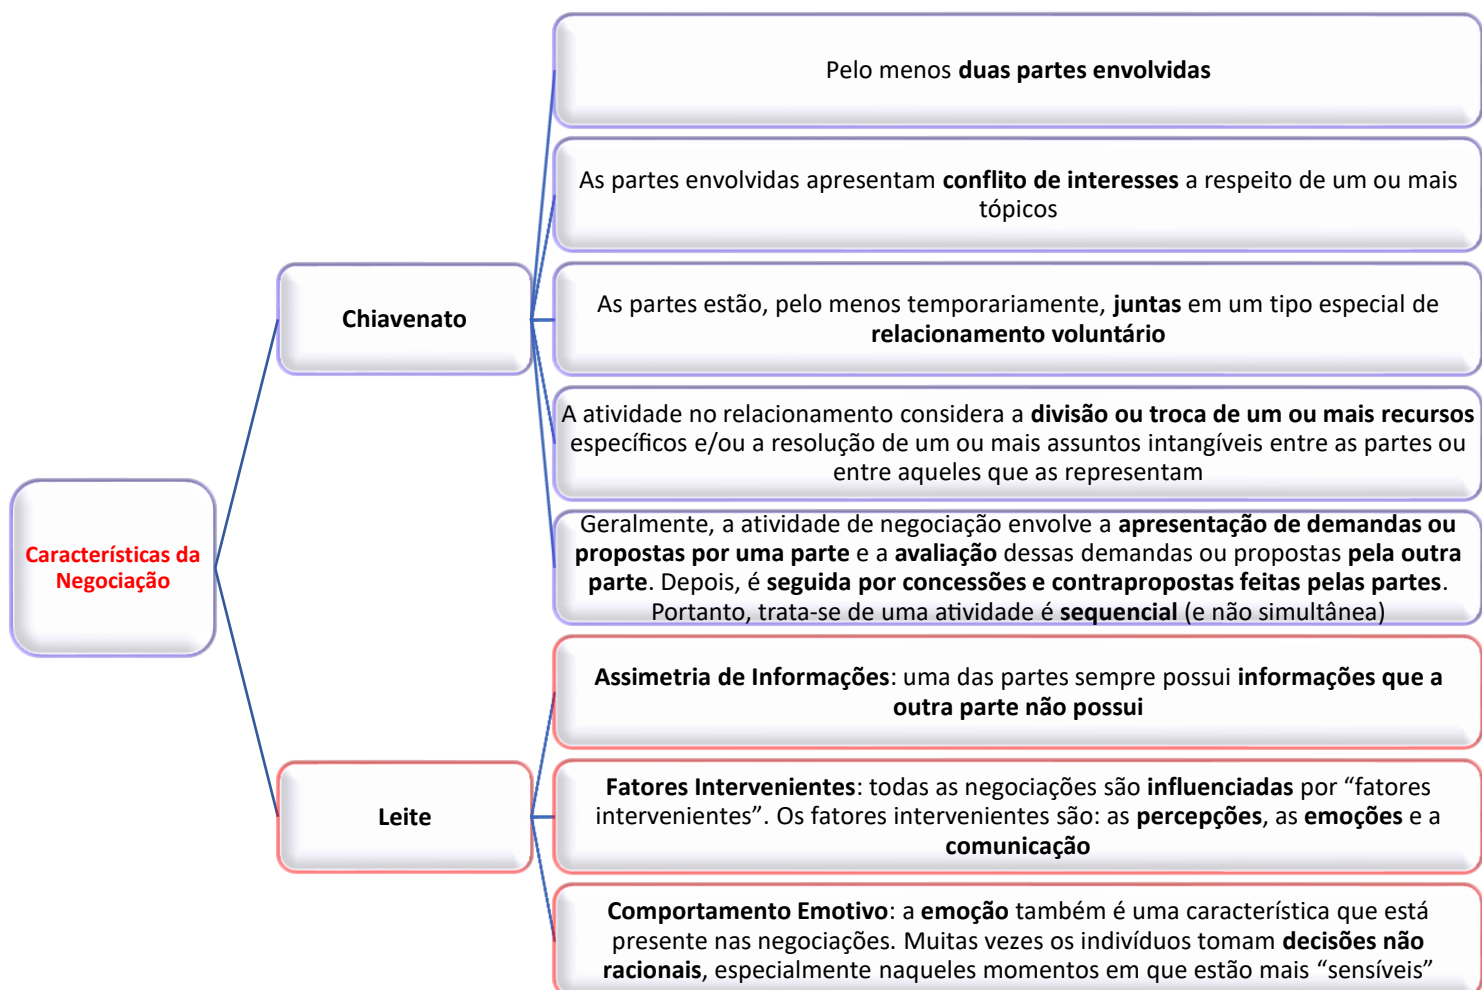 Características da
Negociação
Chiavenato
Pelo menos duas partes envolvidas
As partes envolvidas apresentam conflito de interesses a respeito de um ou mais
tópicos
As partes estão, pelo menos temporariamente, juntas em um tipo especial de
relacionamento voluntário
A atividade no relacionamento considera a divisão ou troca de um ou mais recursos
específicos e/ou a resolução de um ou mais assuntos intangíveis entre as partes ou
entre aqueles que as representam
Geralmente, a atividade de negociação envolve a apresentação de demandas ou
propostas por uma parte e a avaliação dessas demandas ou propostas pela outra
parte. Depois, é seguida por concessões e contrapropostas feitas pelas partes.
Portanto, trata-se de uma atividade é sequencial (e não simultânea)
Leite
Assimetria de Informações: uma das partes sempre possui informações que a
outra parte não possui
Fatores Intervenientes: todas as negociações são influenciadas por “fatores
intervenientes”. Os fatores intervenientes são: as percepções, as emoções e a
comunicação
Comportamento Emotivo: a emoção também é uma característica que está
presente nas negociações. Muitas vezes os indivíduos tomam decisões não
racionais, especialmente naqueles momentos em que estão mais “sensíveis”